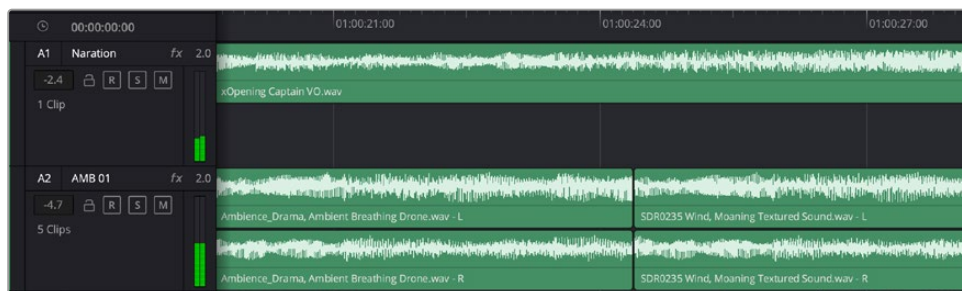 00:00:00:00
01:00:21:00 01:00:24:00 01:00:27:00
A1 Naration fx 2.0
-2.4 R S M
xOpening Captain VO.wav
1 Clip
A2 AMB 01 fx 2.0
-4.7 R S M
Ambience_Drama, Ambient Breathing Drone.wav - L SDR0235 Wind, Moaning Textured Sound.wav - L
5 Clips
Ambience_Drama, Ambient Breathing Drone.wav - R SDR0235 Wind, Moaning Textured Sound.wav - R